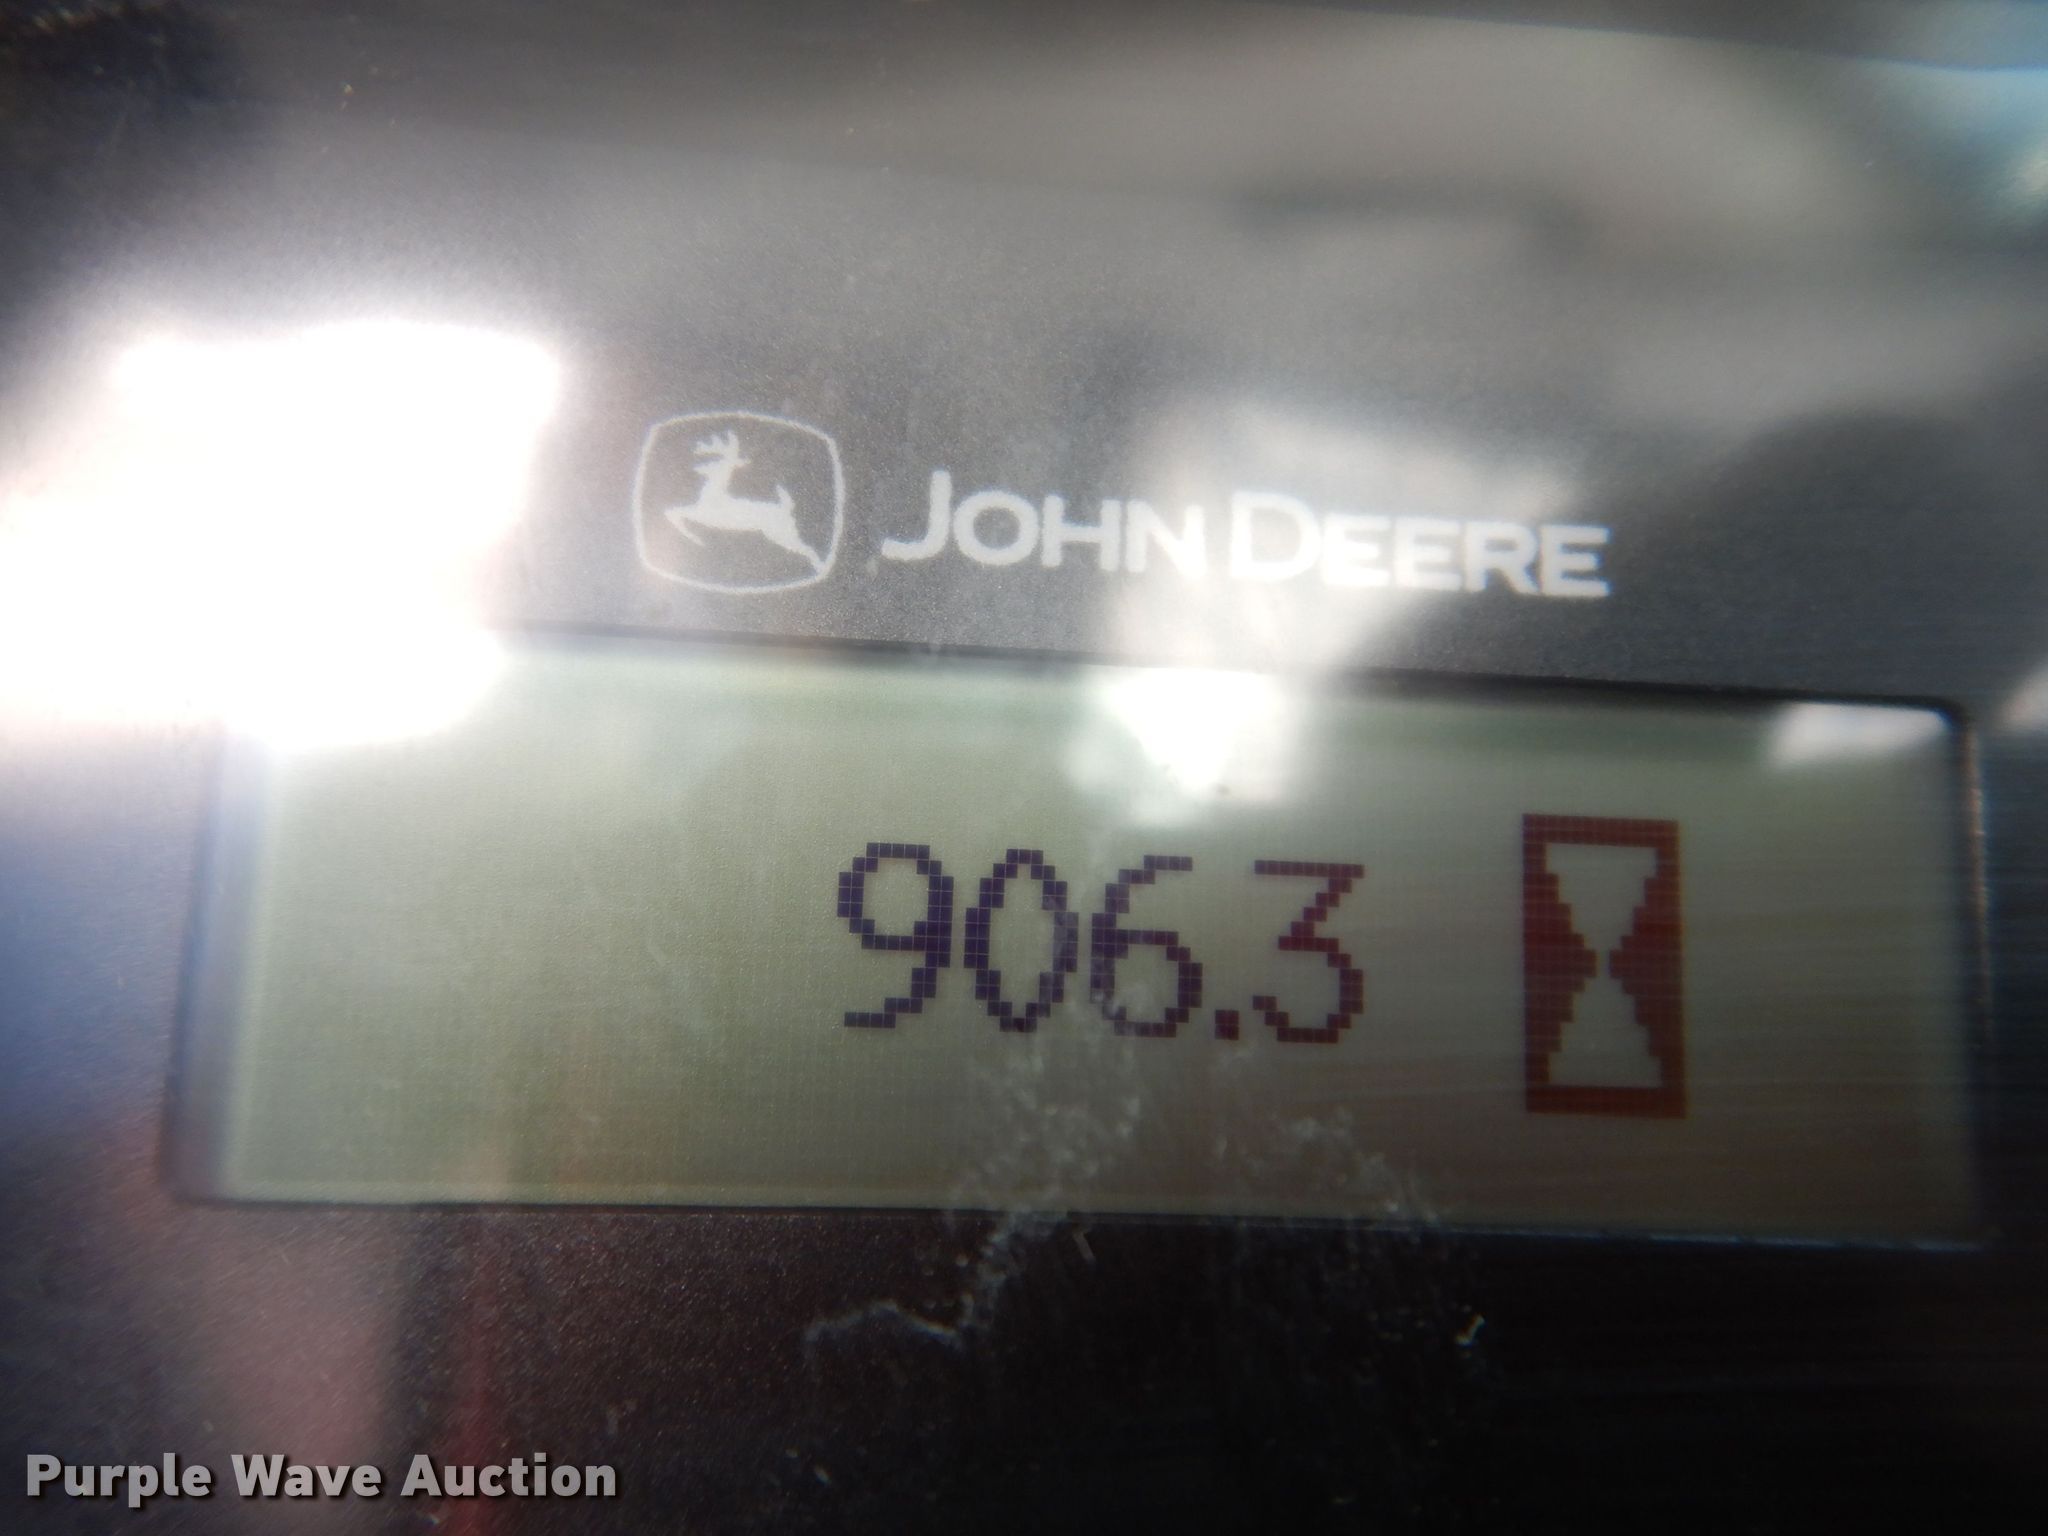 JOHN DEERE
906.3
Purple Wave Auction